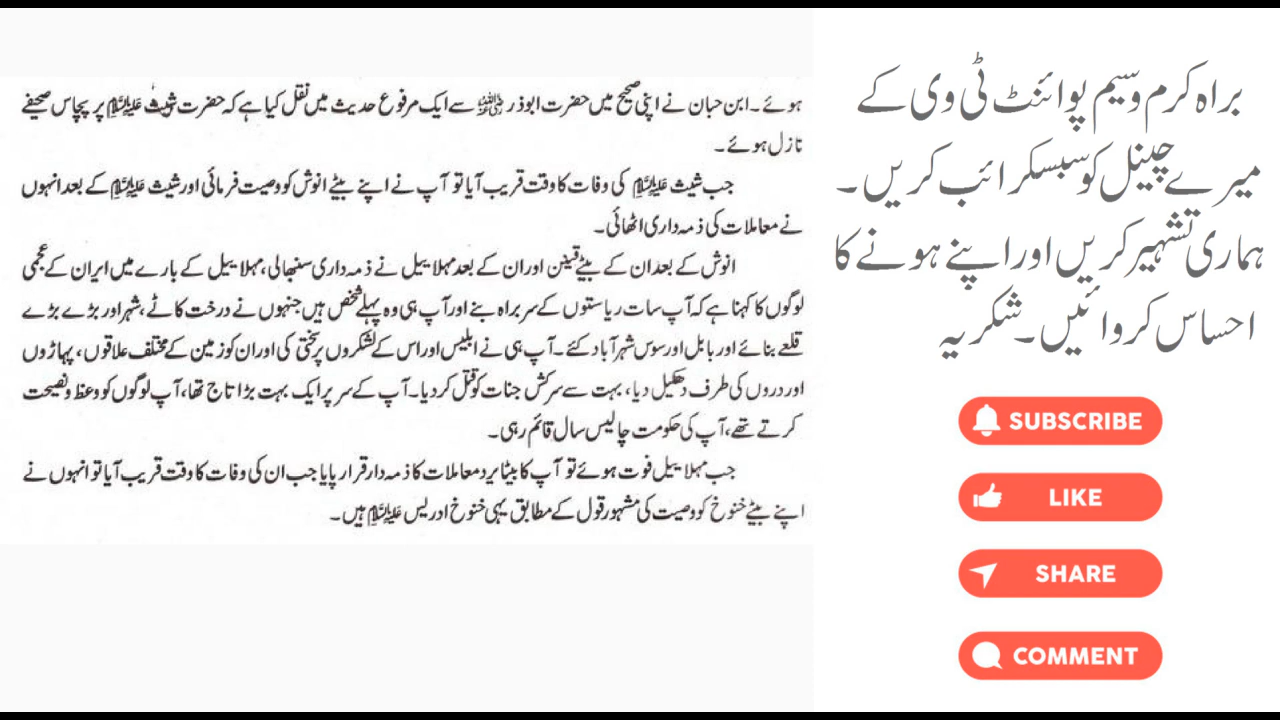 ہوئے۔ ابن حبان نے اپنی صحیح میں حضرت ابوذر رضی اللہ عنہ سے ایک مرفوع حدیث میں نقل کیا ہے کہ حضرت شیث علیہ السلام پر پچاس صحیفے
نازل ہوئے۔
جب شیث علیہ السلام کی وفات کا وقت قریب آیا تو آپ نے اپنے بیٹے انوش کو وصیت فرمائی اور شیث علیہ السلام کے بعد انہوں
نے معاملات کی ذمہ داری اٹھائی۔
انوش کے بعد ان کے بیٹے قینن اور ان کے بعد مہلاییل نے ذمہ داری سنبھالی، مہلاییل کے بارے میں ایران کے عجمی
لوگوں کا کہنا ہے کہ آپ سات ریاستوں کے سربراہ بنے اور آپ ہی وہ پہلے شخص ہیں جنہوں نے درخت کاٹے، شہر اور بڑے بڑے
قلعے بنائے اور بابل اور سوس شہر آباد کئے۔ آپ ہی نے ابلیس اور اس کے لشکروں پر سختی کی اور ان کو زمین کے مختلف علاقوں، پہاڑوں
اور دروں کی طرف دھکیل دیا، بہت سے سرکش جنات کو قتل کر دیا۔ آپ کے سر پر ایک بہت بڑا تاج تھا، آپ لوگوں کو وعظ و نصیحت
کرتے تھے، آپ کی حکومت چالیس سال قائم رہی۔
جب مہلاییل فوت ہوئے تو آپ کا بیٹا یرد معاملات کا ذمہ دار قرار پایا جب ان کی وفات کا وقت قریب آیا تو انہوں نے
اپنے بیٹے خنوخ کو وصیت کی مشہور قول کے مطابق یہی خنوخ ادریس علیہ السلام ہیں۔
براہ کرم وسیم پوائنٹ ٹی وی کے
میرے چینل کو سبسکرائب کریں۔
ہماری تشہیر کریں اور اپنے ہونے کا
احساس کروائیں۔ شکریہ
SUBSCRIBE
LIKE
SHARE
COMMENT